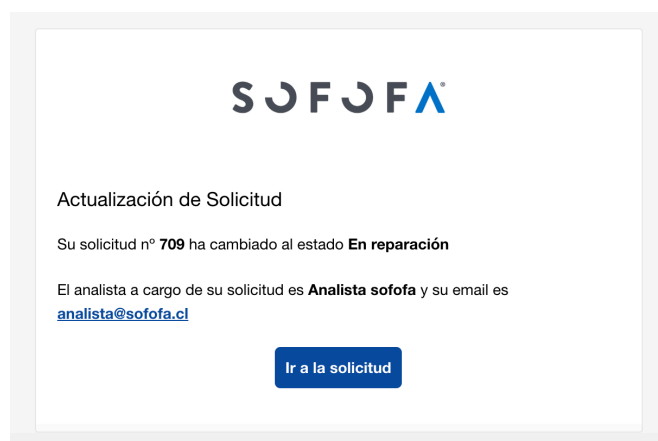 SOFOFA®
Actualización de Solicitud
Su solicitud nº 709 ha cambiado al estado En reparación
El analista a cargo de su solicitud es Analista sofofa y su email es
analista@sofofa.cl
Ir a la solicitud